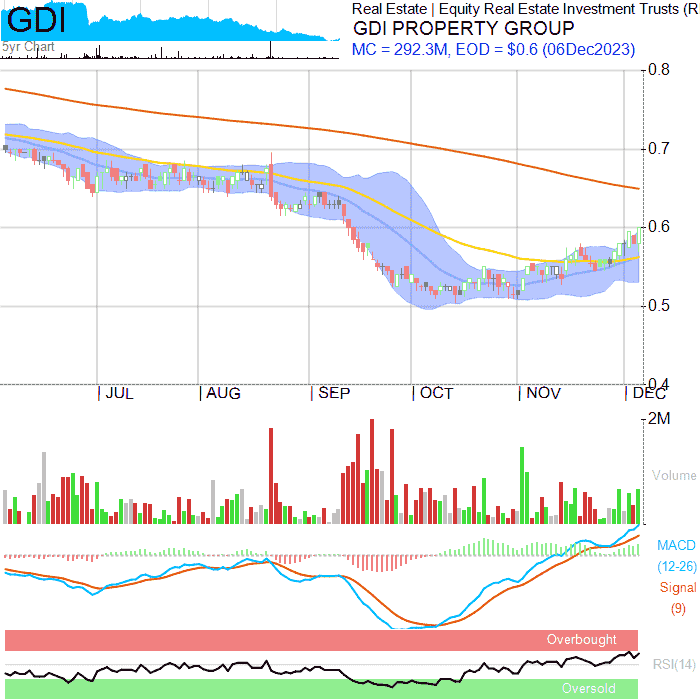 GDI
5yr Chart
Real Estate | Equity Real Estate Investment Trusts (R
GDI PROPERTY GROUP
MC = 292.3M, EOD = $0.6 (06Dec2023)
0.8
0.7
0.6
0.5
0.4
JUL AUG SEP OCT NOV DEC
2M
Volume
MACD
(12-26)
Signal
(9)
Overbought
RSI(14)
Oversold